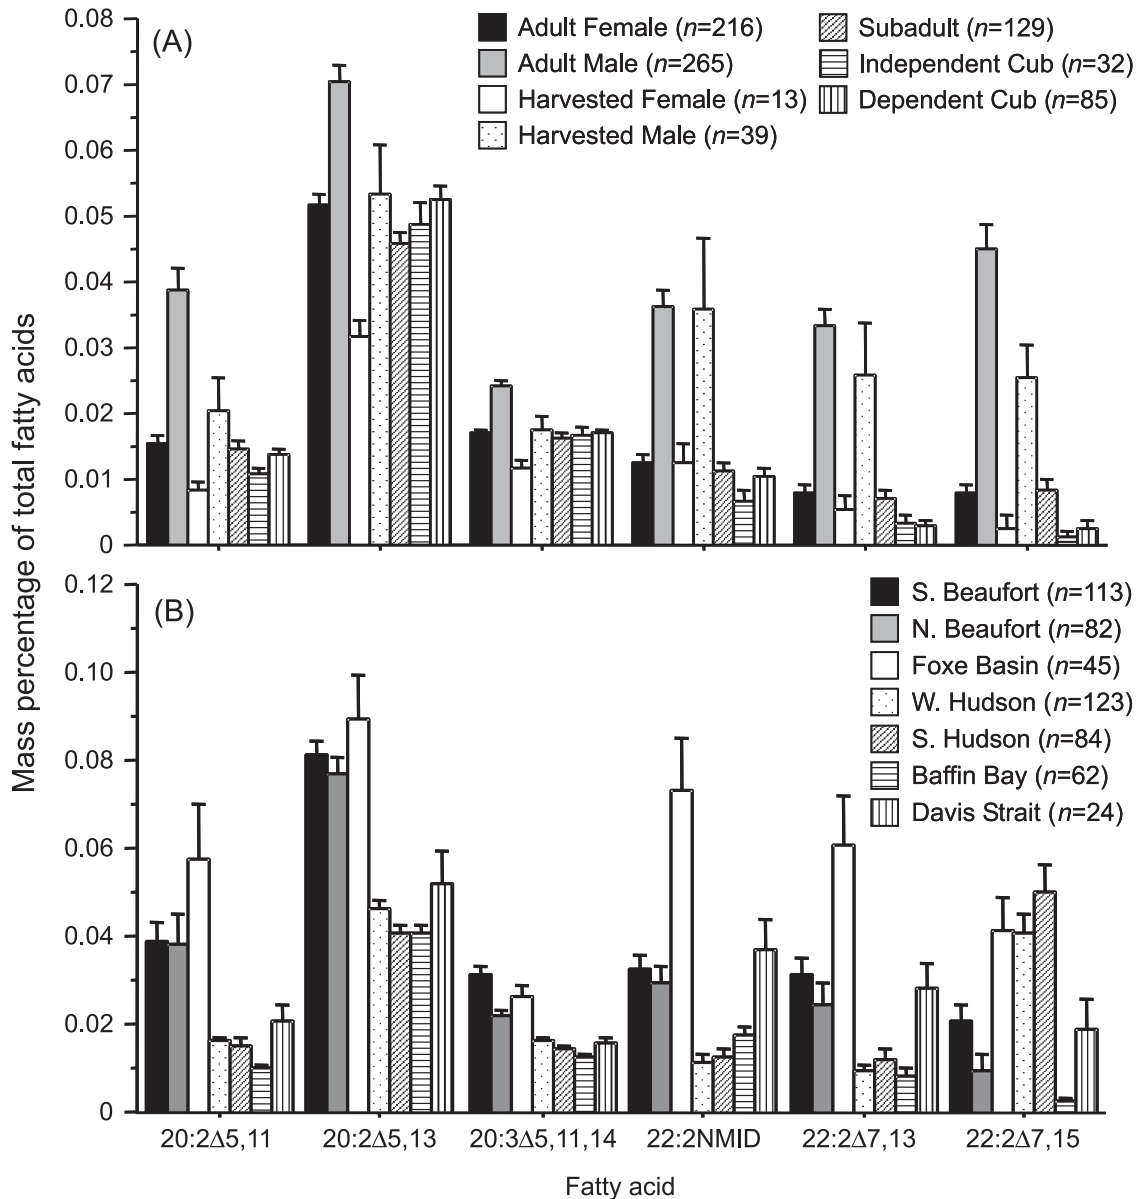 Mass percentage of total fatty acids
(A)
0.08
0.07
0.06
0.05
0.04
0.03
0.02
0.01
0
Adult Female (n=216)
Adult Male (n=265)
Harvested Female (n=13)
Harvested Male (n=39)
Subadult (n=129)
Independent Cub (n=32)
Dependent Cub (n=85)
(B)
0.12
0.10
0.08
0.06
0.04
0.02
0
S. Beaufort (n=113)
N. Beaufort (n=82)
Foxe Basin (n=45)
W. Hudson (n=123)
S. Hudson (n=84)
Baffin Bay (n=62)
Davis Strait (n=24)
20:2Δ5,11
20:2Δ5,13
20:3Δ5,11,14
22:2NMID
22:2Δ7,13
22:2Δ7,15
Fatty acid